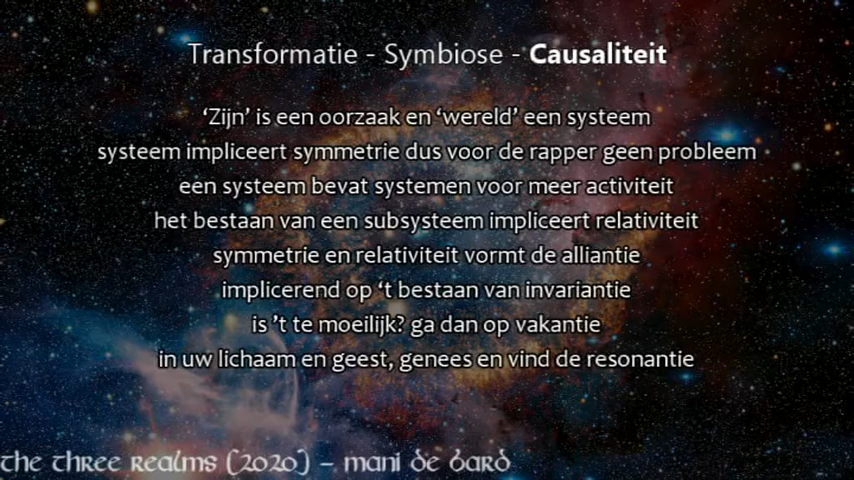 Transformatie - Symbiose - Causaliteit
‘Zijn’ is een oorzaak en ‘wereld’ een systeem
systeem impliceert symmetrie dus voor de rapper geen probleem
een systeem bevat systemen voor meer activiteit
het bestaan van een subsysteem impliceert relativiteit
symmetrie en relativiteit vormt de alliantie
implicerend op ‘t bestaan van invariantie
is ’t te moeilijk? ga dan op vakantie
in uw lichaam en geest, genees en vind de resonantie
the three realms (2020) – mani de bard